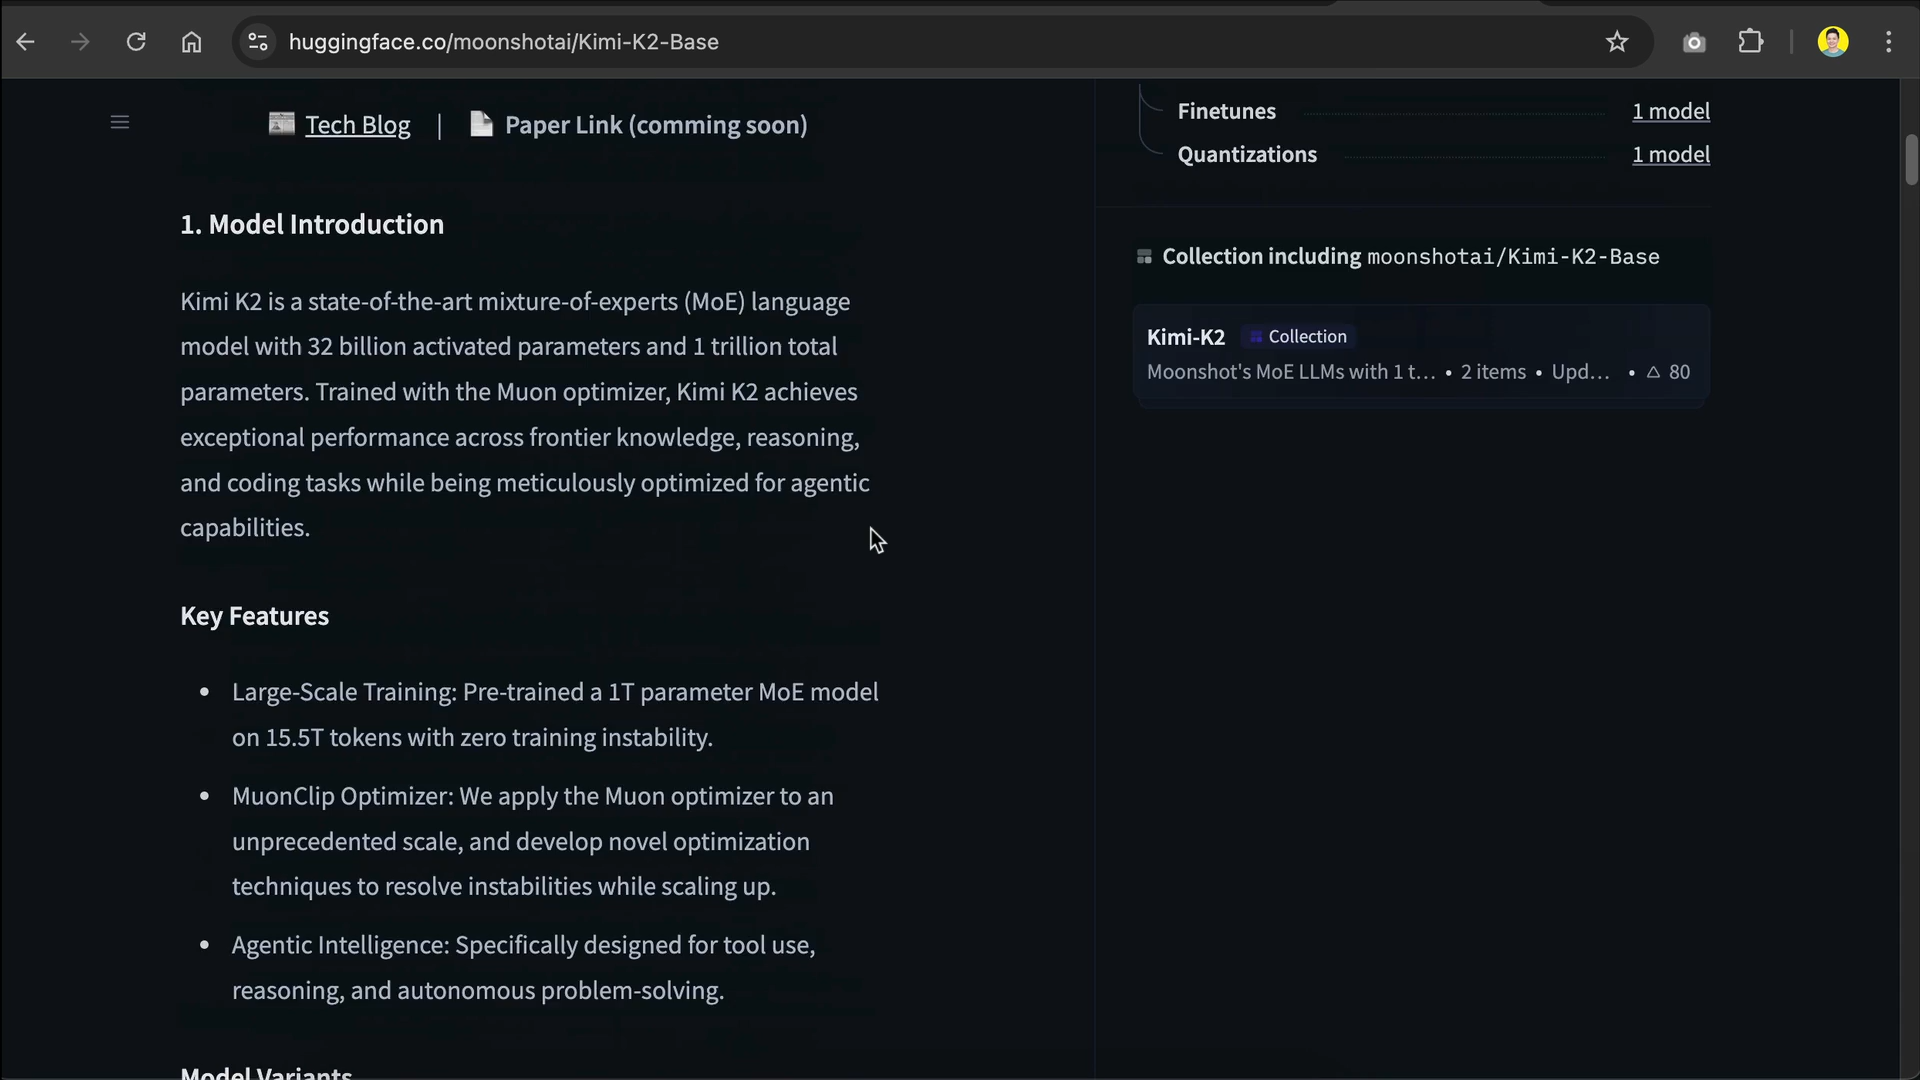 huggingface.co/moonshotai/Kimi-K2-Base
Tech Blog | Paper Link (comming soon)
1. Model Introduction
Kimi K2 is a state-of-the-art mixture-of-experts (MoE) language
model with 32 billion activated parameters and 1 trillion total
parameters. Trained with the Muon optimizer, Kimi K2 achieves
exceptional performance across frontier knowledge, reasoning,
and coding tasks while being meticulously optimized for agentic
capabilities.
Key Features
• Large-Scale Training: Pre-trained a 1T parameter MoE model
on 15.5T tokens with zero training instability.
• MuonClip Optimizer: We apply the Muon optimizer to an
unprecedented scale, and develop novel optimization
techniques to resolve instabilities while scaling up.
• Agentic Intelligence: Specifically designed for tool use,
reasoning, and autonomous problem-solving.
Model Variants
Finetunes 1 model
Quantizations 1 model
Collection including moonshotai/Kimi-K2-Base
Kimi-K2 Collection
Moonshot's MoE LLMs with 1 t... • 2 items • Upd... • 80